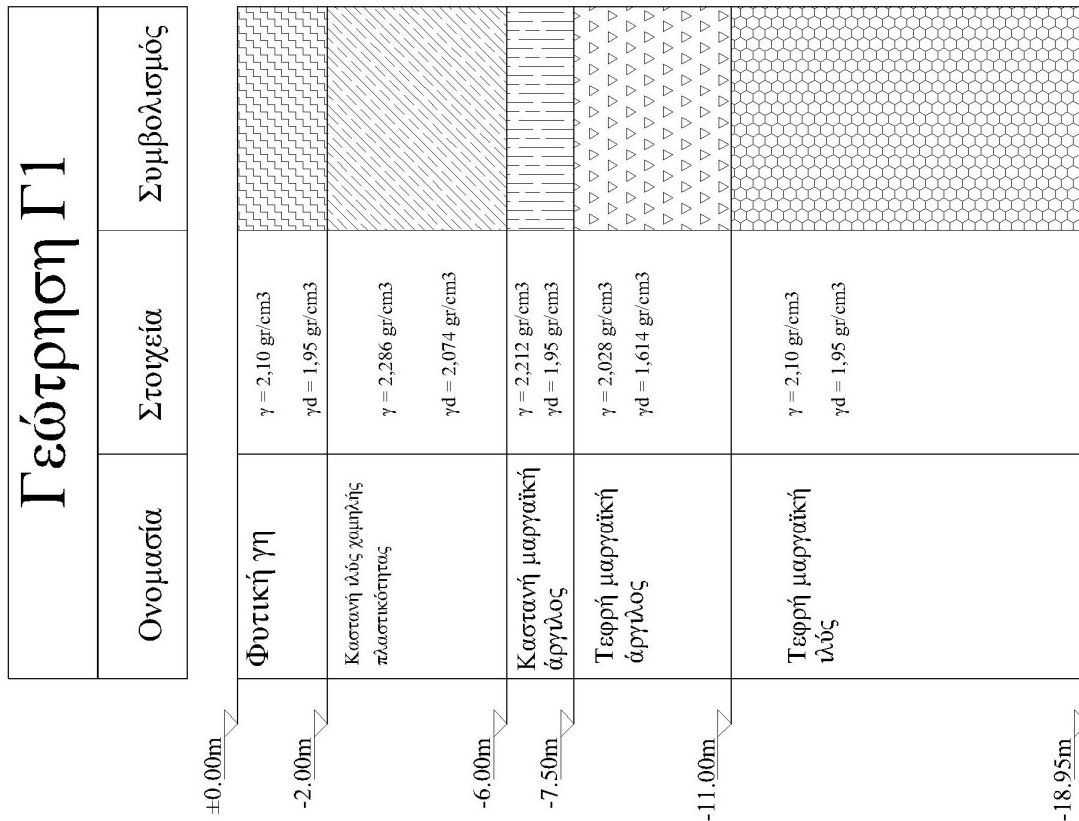 Γεώτρηση Γ1
Ονομασία
Στοιχεία
Συμβολισμός
±0.00m
Φυτική γη
γ = 2,10 gr/cm3
γd = 1,95 gr/cm3
-2.00m
Καστανή ιλύς χαμηλής
πλαστικότητας
γ = 2,286 gr/cm3
γd = 2,074 gr/cm3
-6.00m
Καστανή μαργαϊκή
άργιλος
γ = 2,212 gr/cm3
γd = 1,95 gr/cm3
-7.50m
Τεφρή μαργαϊκή
άργιλος
γ = 2,028 gr/cm3
γd = 1,614 gr/cm3
-11.00m
Τεφρή μαργαϊκή
ιλύς
γ = 2,10 gr/cm3
γd = 1,95 gr/cm3
-18.95m